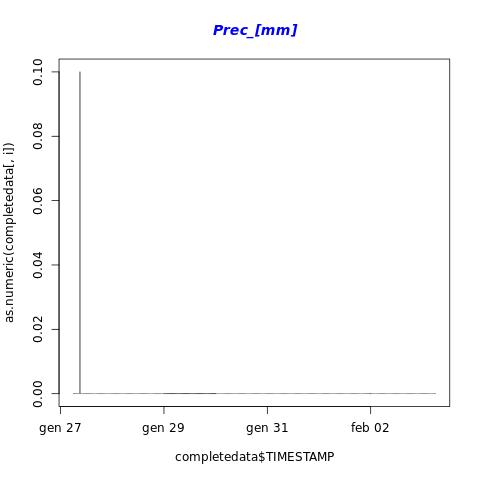 Prec_[mm]
0.10
0.08
0.06
0.04
0.02
0.00
as.numeric(completedata[, i])
gen 27 gen 29 gen 31 feb 02
completedata$TIMESTAMP